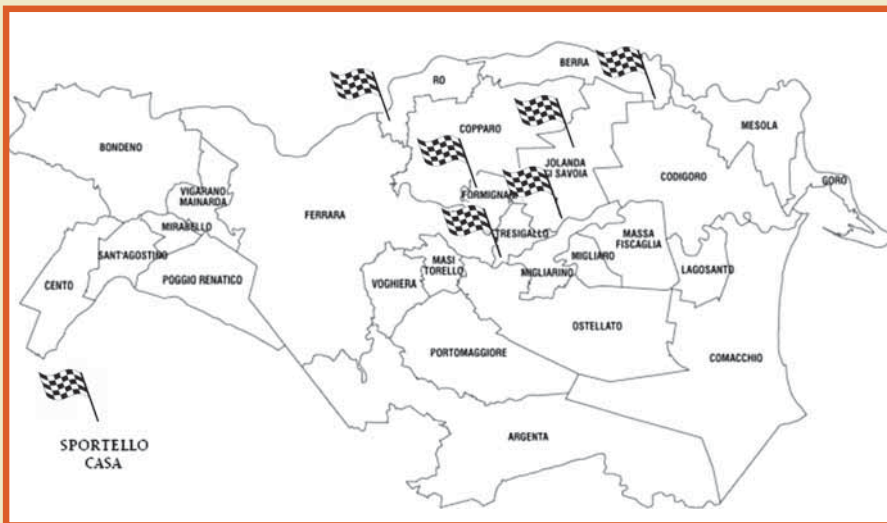 BERRA
RO
COPPARO
MESOLA
BONDENO
JOLANDA
DI SAVOIA
CODIGORO
GORO
VIGARANO
MAINARDA
FORMIGNAN
FERRARA
MIRABELLO
TRESIGALLO
MASSA
FISCAGLIA
SANT'AGOSTINO
MASI
TORELLO
MIGLIARO
LAGOSANTO
CENTO
POGGIO RENATICO
VOGHIERA
MIGLIARINO
OSTELLATO
PORTOMAGGIORE
COMACCHIO
ARGENTA
SPORTELLO
CASA